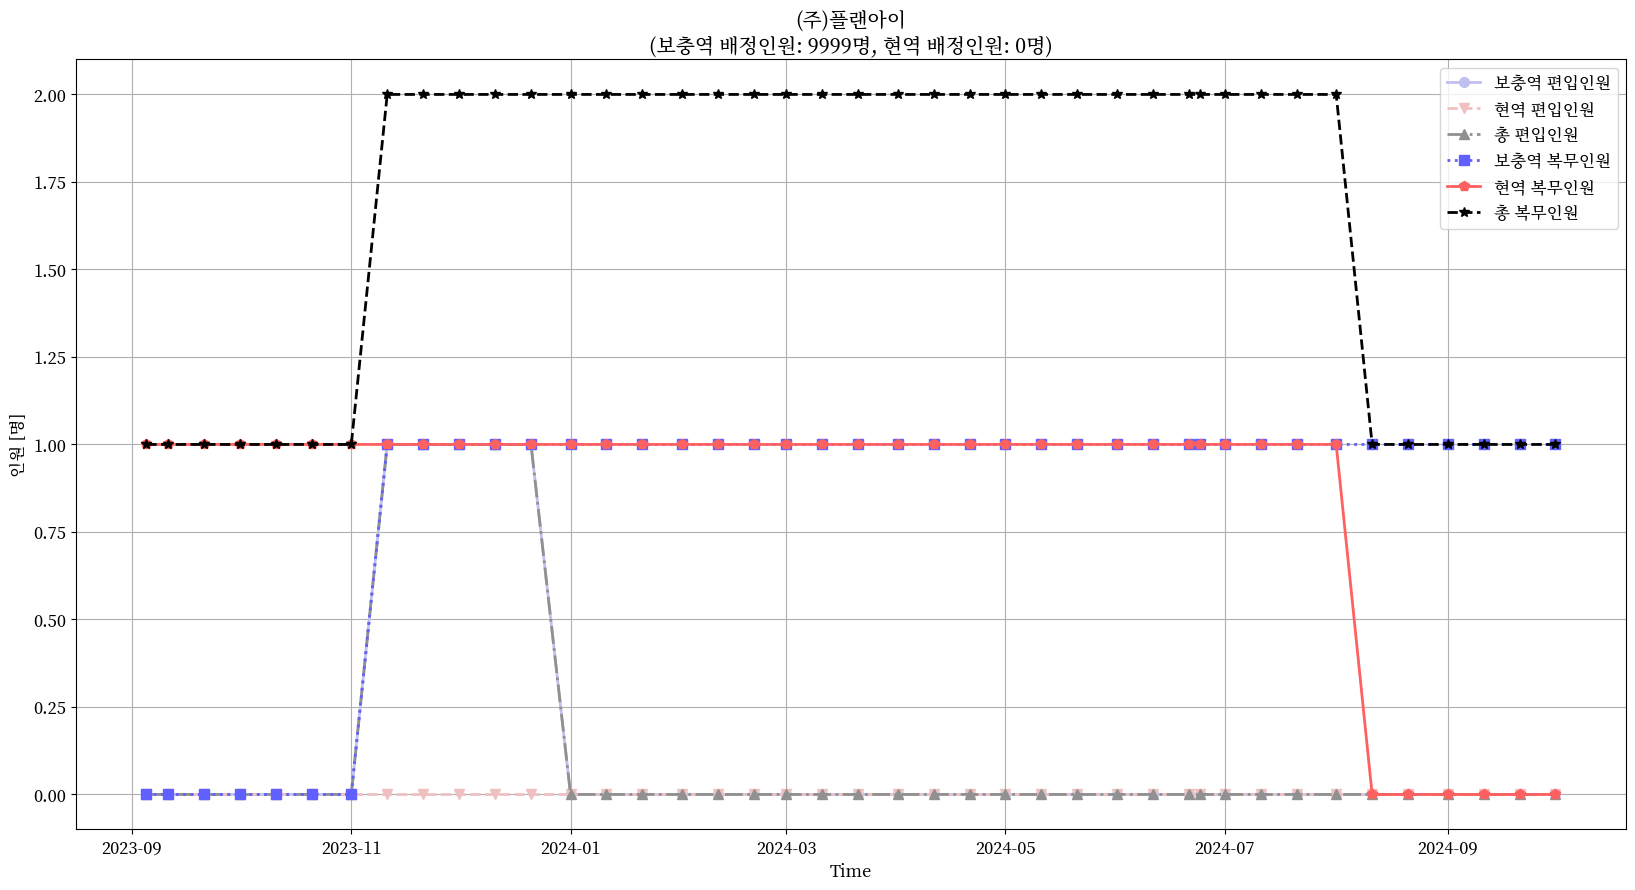 (주)플랜아이
(보충역 배정인원: 9999명, 현역 배정인원: 0명)
보충역 편입인원
현역 편입인원
총 편입인원
보충역 복무인원
현역 복무인원
총 복무인원
인원 [명]
2.00
1.75
1.50
1.25
1.00
0.75
0.50
0.25
0.00
2023-09
2023-11
2024-01
2024-03
2024-05
2024-07
2024-09
Time